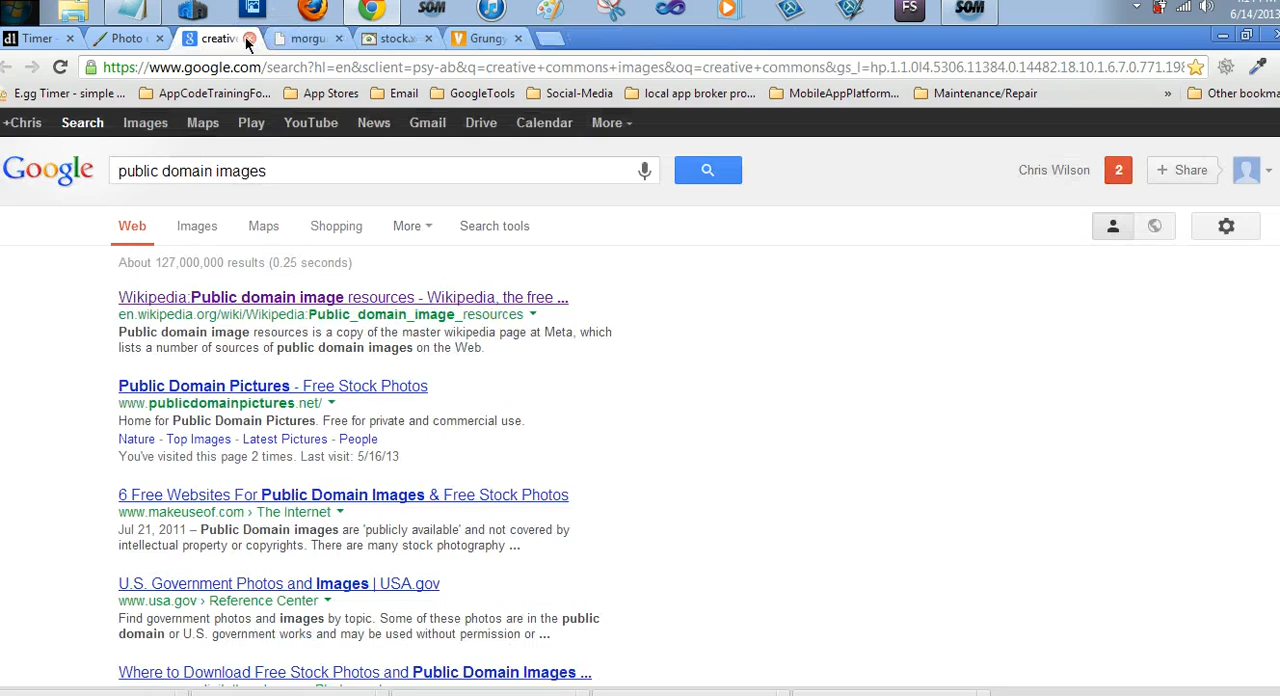 SOM
FS
SOM
6/14/2013
dl Timer
Photo
creativ
morgu
stock.x
Grung
https://www.google.com/search?hl=en&sclient=psy-ab&q=creative+commons+images&oq=creative+commons&gs_l=hp.1.1.0l4.5306.11384.0.14482.18.10.1.6.7.0.771.198
E.gg Timer - simple ...
AppCodeTrainingFo...
App Stores
Email
GoogleTools
Social-Media
local app broker pro...
MobileAppPlatform...
Maintenance/Repair
»
Other bookma
+Chris Search Images Maps Play YouTube News Gmail Drive Calendar More
Google public domain images Chris Wilson 2 + Share
Web Images Maps Shopping More Search tools
About 127,000,000 results (0.25 seconds)
Wikipedia:Public domain image resources - Wikipedia, the free ...
en.wikipedia.org/wiki/Wikipedia:Public_domain_image_resources
Public domain image resources is a copy of the master wikipedia page at Meta, which
lists a number of sources of public domain images on the Web.
Public Domain Pictures - Free Stock Photos
www.publicdomainpictures.net/
Home for Public Domain Pictures. Free for private and commercial use.
Nature - Top Images - Latest Pictures - People
You've visited this page 2 times. Last visit: 5/16/13
6 Free Websites For Public Domain Images & Free Stock Photos
www.makeuseof.com › The Internet
Jul 21, 2011 – Public Domain images are 'publicly available' and not covered by
intellectual property or copyrights. There are many stock photography ...
U.S. Government Photos and Images | USA.gov
www.usa.gov › Reference Center
Find government photos and images by topic. Some of these photos are in the public
domain or U.S. government works and may be used without permission or ...
Where to Download Free Stock Photos and Public Domain Images ...